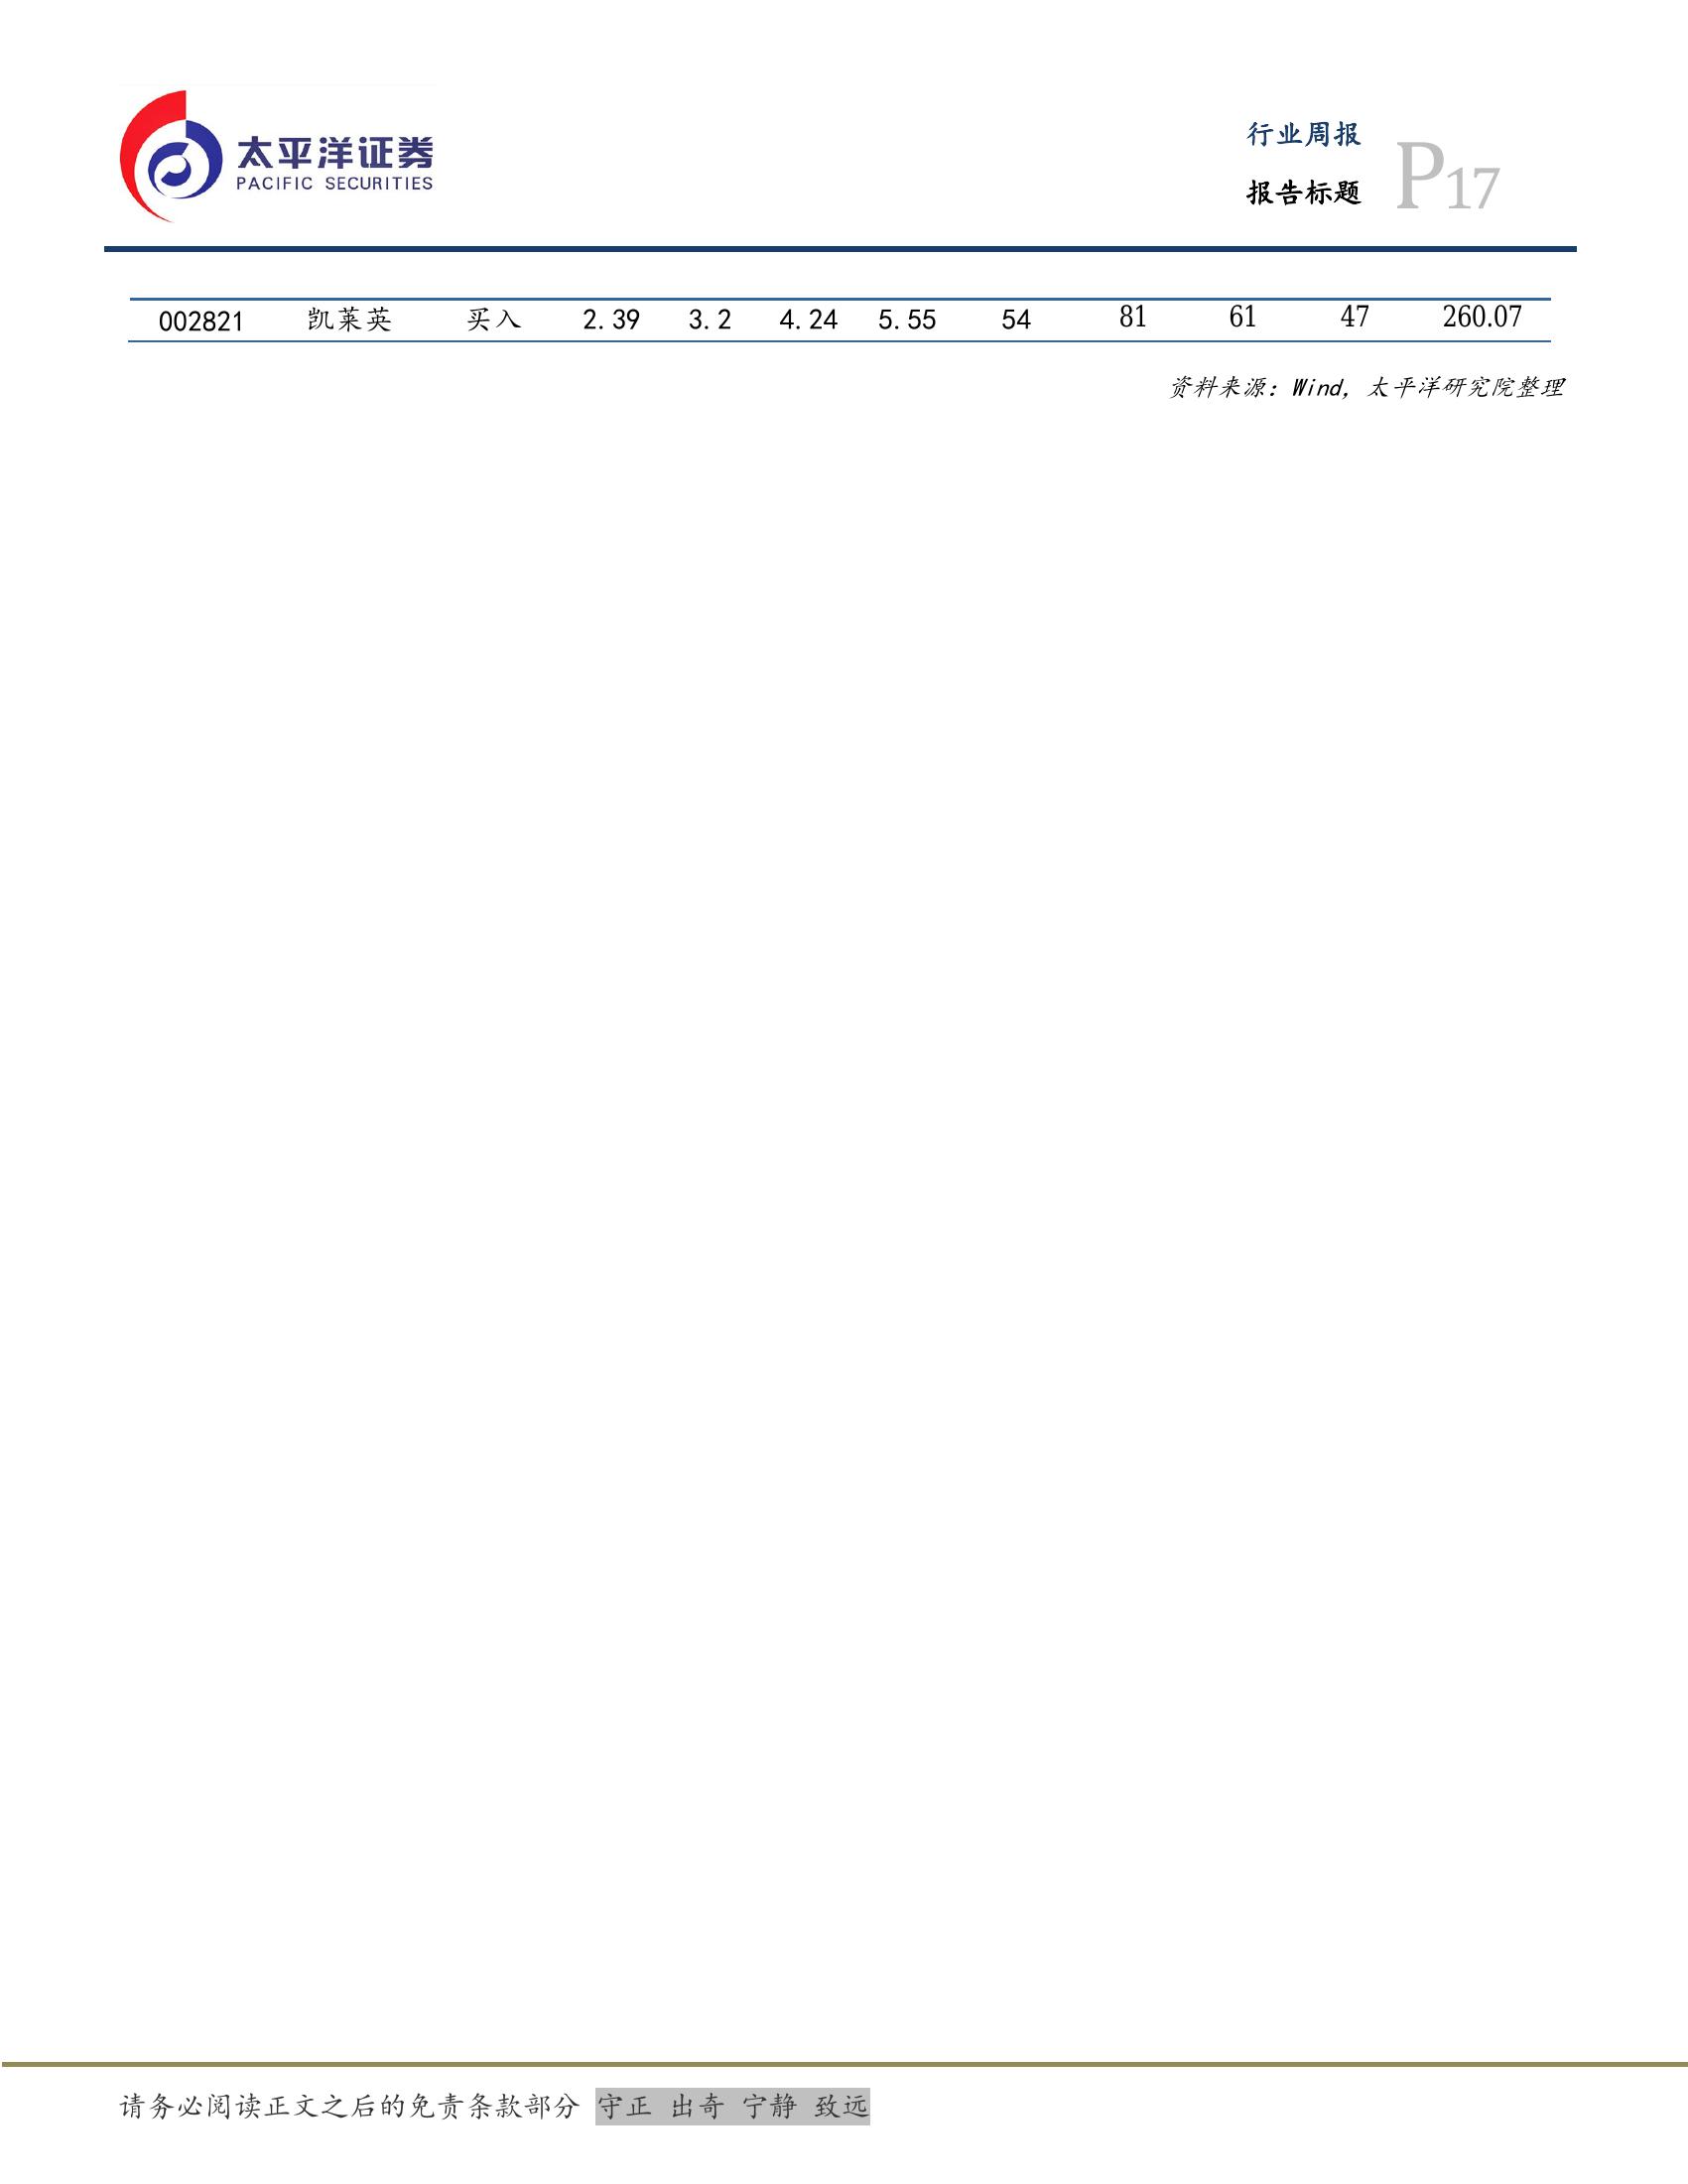 太平洋证券
PACIFIC SECURITIES
行业周报
报告标题 P17
002821 凯莱英 买入 2.39 3.2 4.24 5.55 54 81 61 47 260.07
资料来源：Wind，太平洋研究院整理
请务必阅读正文之后的免责条款部分 守正 出奇 宁静 致远